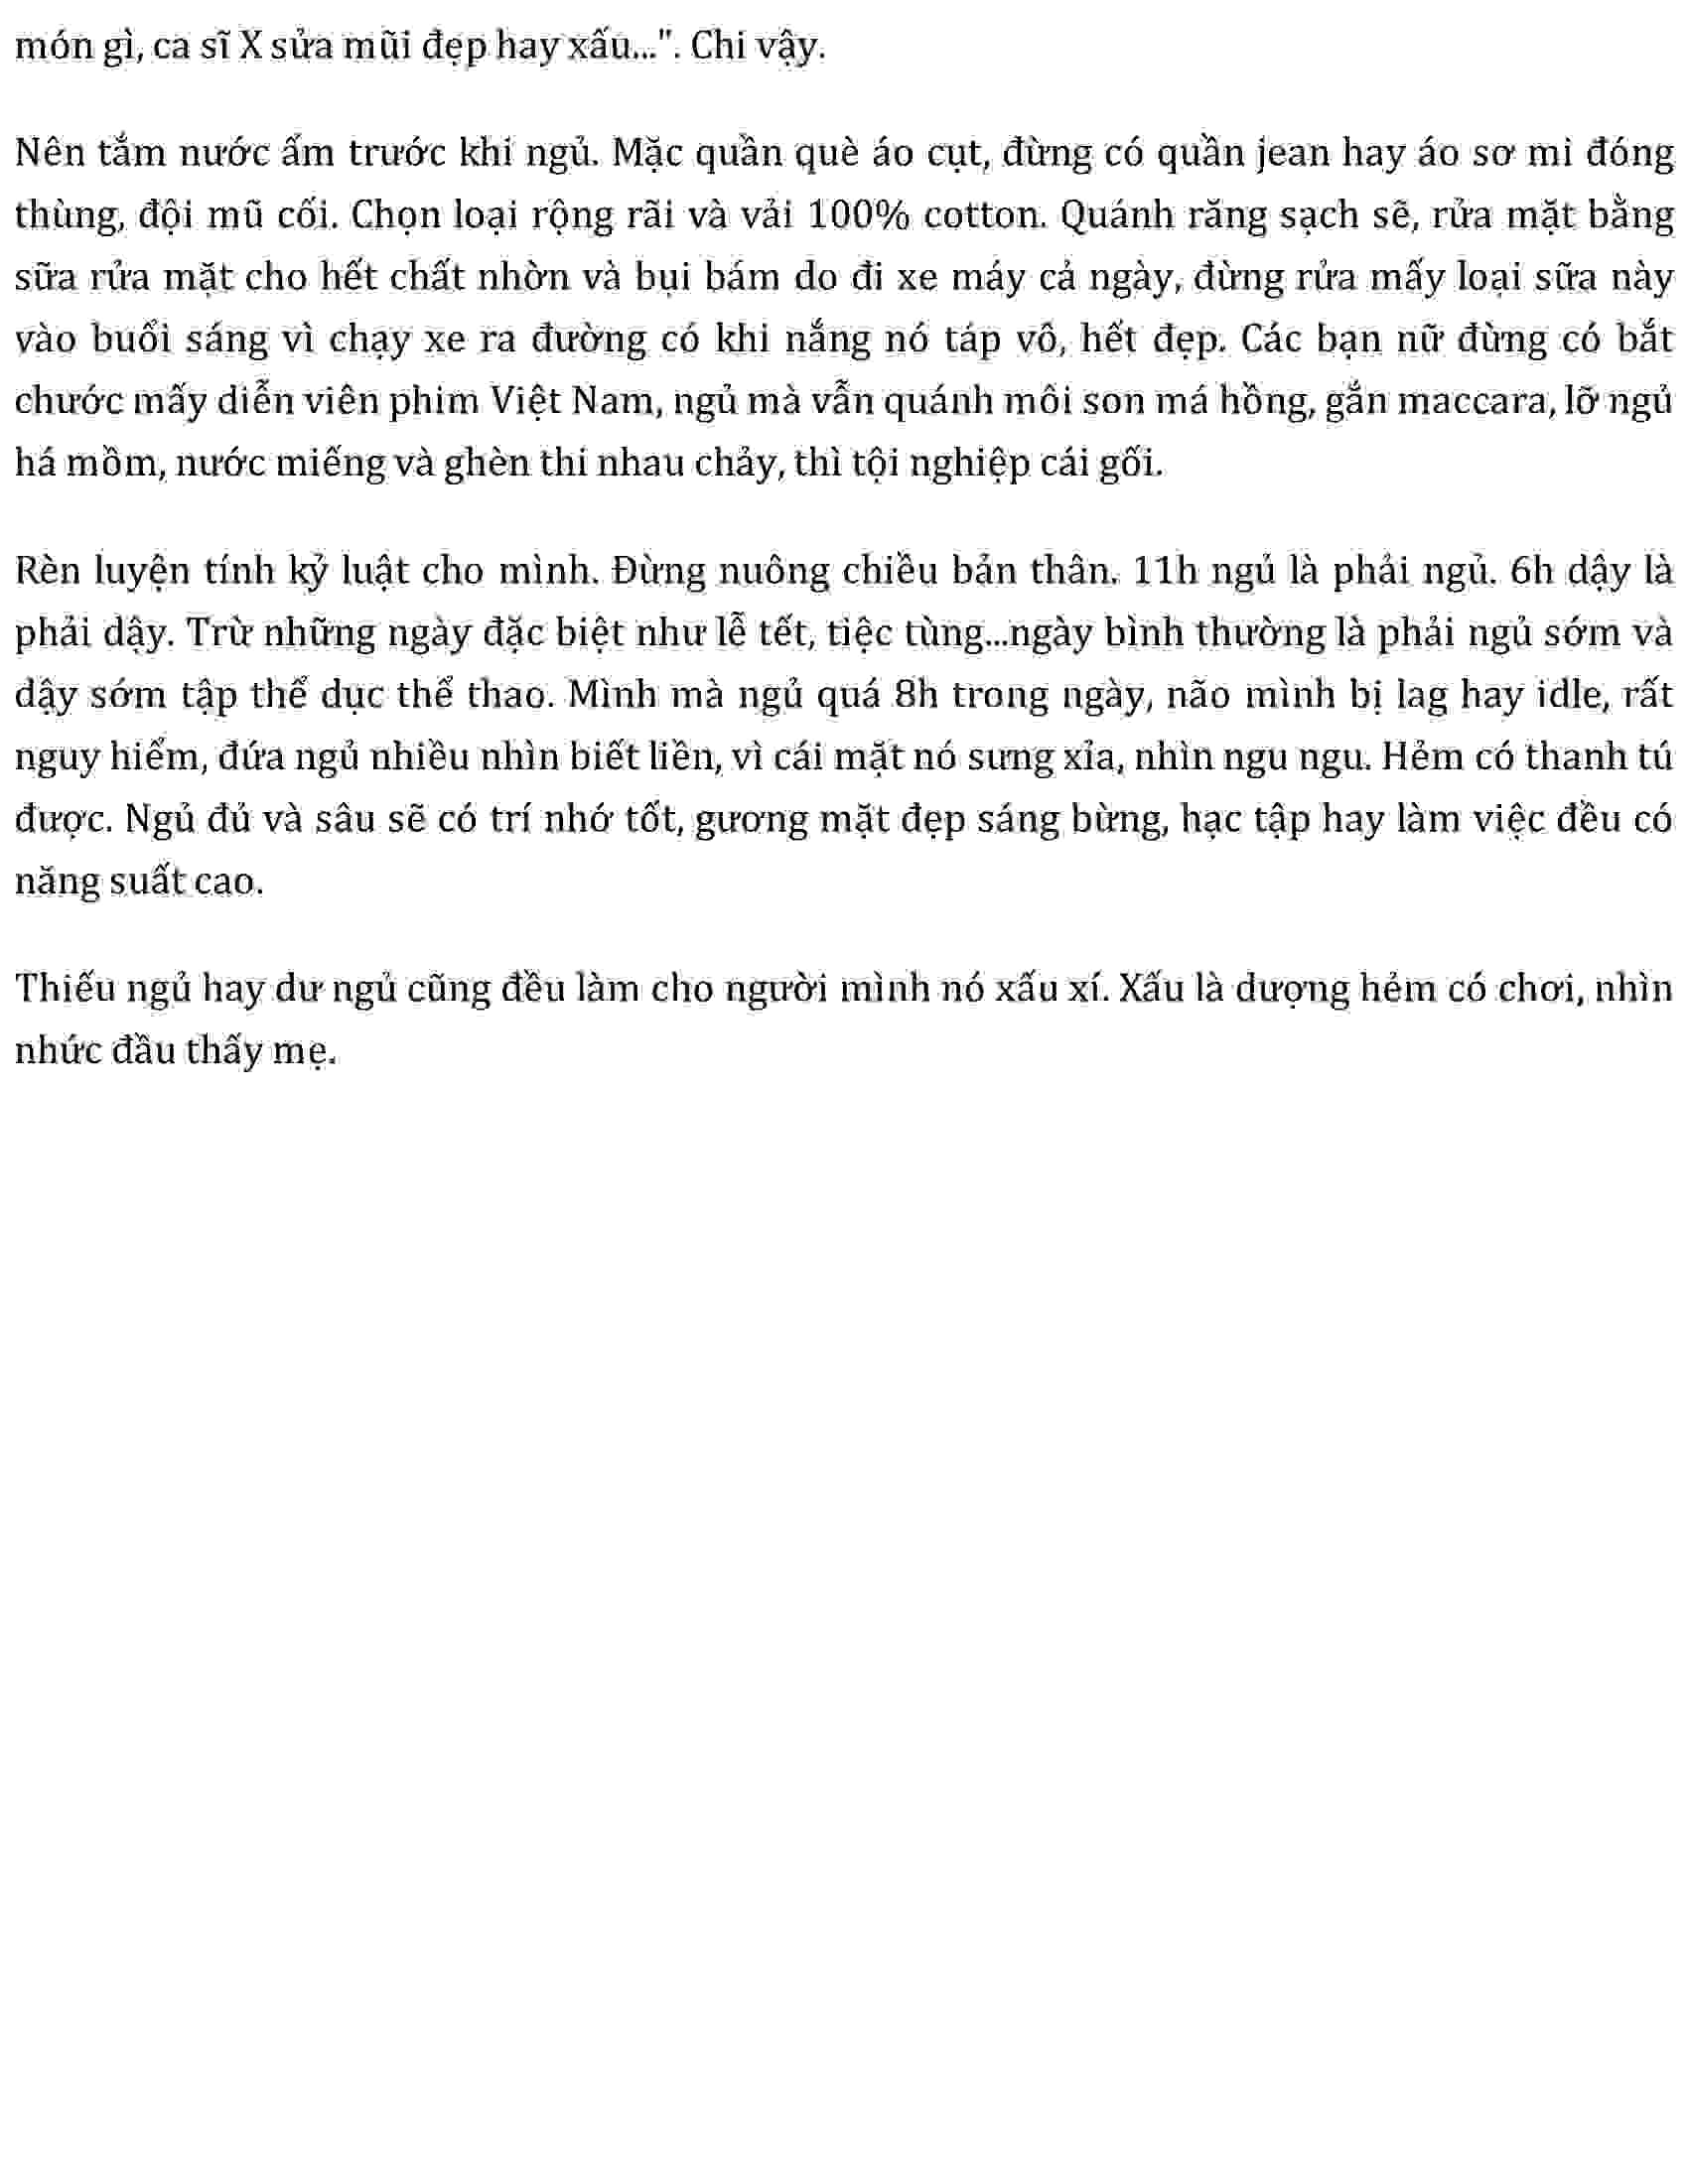 món gì, ca sĩ X sửa mũi đẹp hay xấu...". Chi vậy.
Nên tắm nước ấm trước khi ngủ. Mặc quần què áo cụt, đừng có quần jean hay áo sơ mi đóng
thùng, đội mũ cối. Chọn loại rộng rãi và vải 100% cotton. Quánh răng sạch sẽ, rửa mặt bằng
sữa rửa mặt cho hết chất nhờn và bụi bám do đi xe máy cả ngày, đừng rửa mấy loại sữa này
vào buổi sáng vì chạy xe ra đường có khi nắng nó táp vô, hết đẹp. Các bạn nữ đừng có bắt
chước mấy diễn viên phim Việt Nam, ngủ mà vẫn quánh môi son má hồng, gắn maccara, lỡ ngủ
há mồm, nước miếng và ghèn thi nhau chảy, thì tội nghiệp cái gối.
Rèn luyện tính kỷ luật cho mình. Đừng nuông chiều bản thân. 11h ngủ là phải ngủ. 6h dậy là
phải dậy. Trừ những ngày đặc biệt như lễ tết, tiệc tùng...ngày bình thường là phải ngủ sớm và
dậy sớm tập thể dục thể thao. Mình mà ngủ quá 8h trong ngày, não mình bị lag hay idle, rất
nguy hiểm, đứa ngủ nhiều nhìn biết liền, vì cái mặt nó sưng xỉa, nhìn ngu ngu. Hẻm có thanh tú
được. Ngủ đủ và sâu sẽ có trí nhớ tốt, gương mặt đẹp sáng bừng, hạc tập hay làm việc đều có
năng suất cao.
Thiếu ngủ hay dư ngủ cũng đều làm cho người mình nó xấu xí. Xấu là dượng hẻm có chơi, nhìn
nhức đầu thấy mẹ.